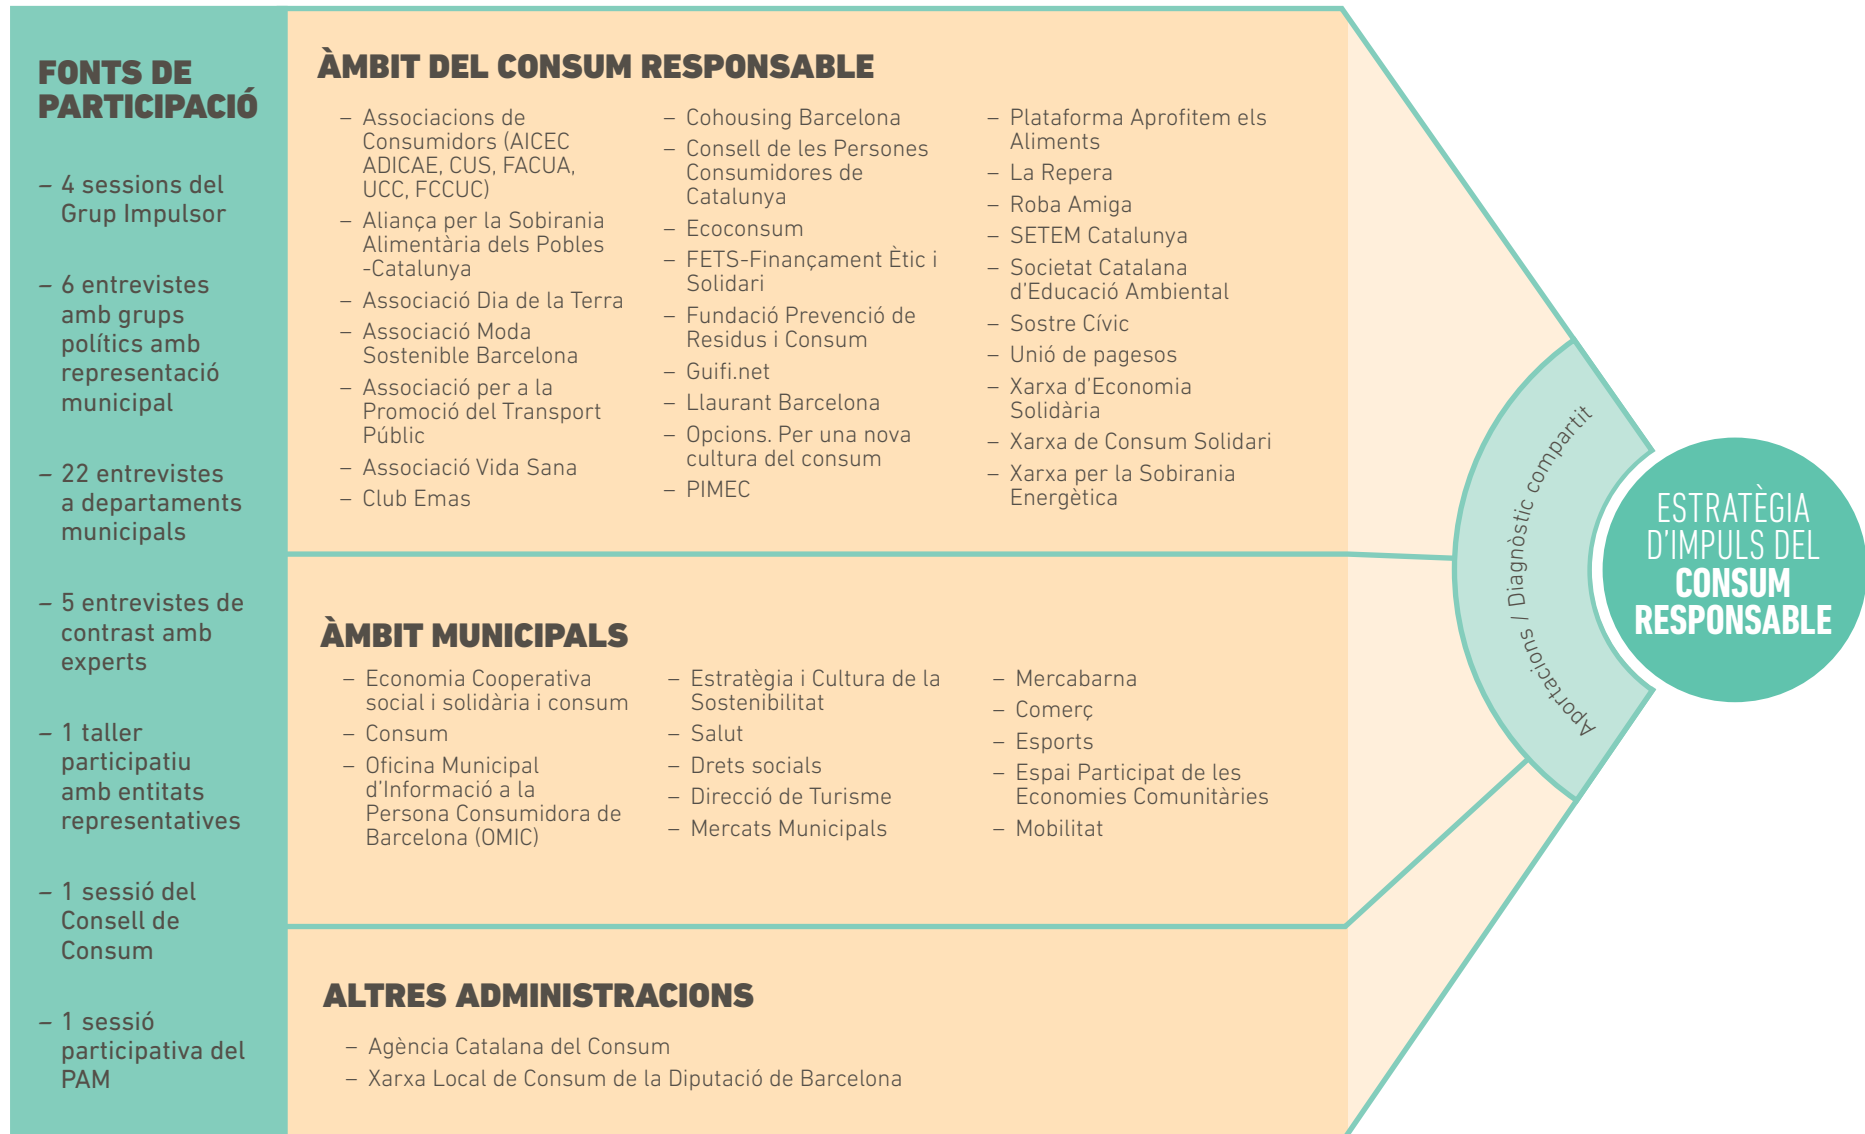 FONTS DE
PARTICIPACIÓ
– 4 sessions del
Grup Impulsor
– 6 entrevistes
amb grups
polítics amb
representació
municipal
– 22 entrevistes
a departaments
municipals
– 5 entrevistes de
contrast amb
experts
– 1 taller
participatiu
amb entitats
representatives
– 1 sessió del
Consell de
Consum
– 1 sessió
participativa del
PAM
ÀMBIT DEL CONSUM RESPONSABLE
– Associacions de
Consumidors (AICEC
ADICAE, CUS, FACUA,
UCC, FCCUC)
– Aliança per la Sobirania
Alimentària dels Pobles
-Catalunya
– Associació Dia de la Terra
– Associació Moda
Sostenible Barcelona
– Associació per a la
Promoció del Transport
Públic
– Associació Vida Sana
– Club Emas
– Cohousing Barcelona
– Consell de les Persones
Consumidores de
Catalunya
– Ecoconsum
– FETS-Finançament Ètic i
Solidari
– Fundació Prevenció de
Residus i Consum
– Guifi.net
– Llaurant Barcelona
– Opcions. Per una nova
cultura del consum
– PIMEC
– Plataforma Aprofitem els
Aliments
– La Repera
– Roba Amiga
– SETEM Catalunya
– Societat Catalana
d'Educació Ambiental
– Sostre Cívic
– Unió de pagesos
– Xarxa d'Economia
Solidària
– Xarxa de Consum Solidari
– Xarxa per la Sobirania
Energètica
ÀMBIT MUNICIPALS
– Economia Cooperativa
social i solidària i consum
– Consum
– Oficina Municipal
d'Informació a la
Persona Consumidora de
Barcelona (OMIC)
– Estratègia i Cultura de la
Sostenibilitat
– Salut
– Drets socials
– Direcció de Turisme
– Mercats Municipals
– Mercabarna
– Comerç
– Esports
– Espai Participat de les
Economies Comunitàries
– Mobilitat
ALTRES ADMINISTRACIONS
– Agència Catalana del Consum
– Xarxa Local de Consum de la Diputació de Barcelona
Aportacions / Diagnòstic compartit
ESTRATÈGIA
D'IMPULS DEL
CONSUM
RESPONSABLE